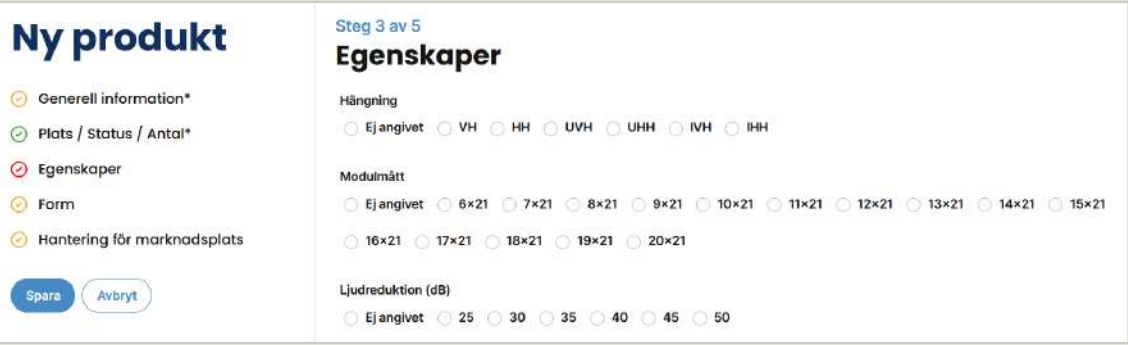 Ny produkt
Generell information*
Plats / Status / Antal*
Egenskaper
Form
Hantering för marknadsplats
Spara
Avbryt
Steg 3 av 5
Egenskaper
Hängning
Ej angivet VH HH UVH UHH IVH IHH
Modulmått
Ej angivet 6×21 7×21 8×21 9×21 10×21 11×21 12×21 13×21 14×21 15×21
16×21 17×21 18×21 19×21 20×21
Ljudreduktion (dB)
Ej angivet 25 30 35 40 45 50